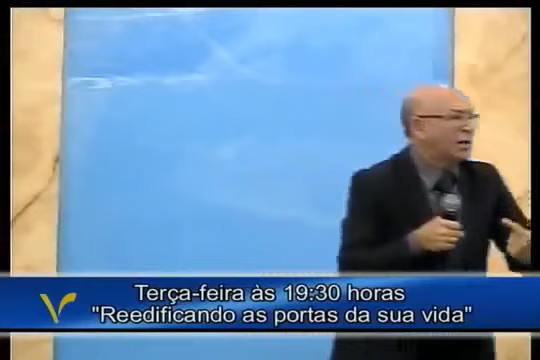 Terça-feira às 19:30 horas
"Reedificando as portas da sua vida"